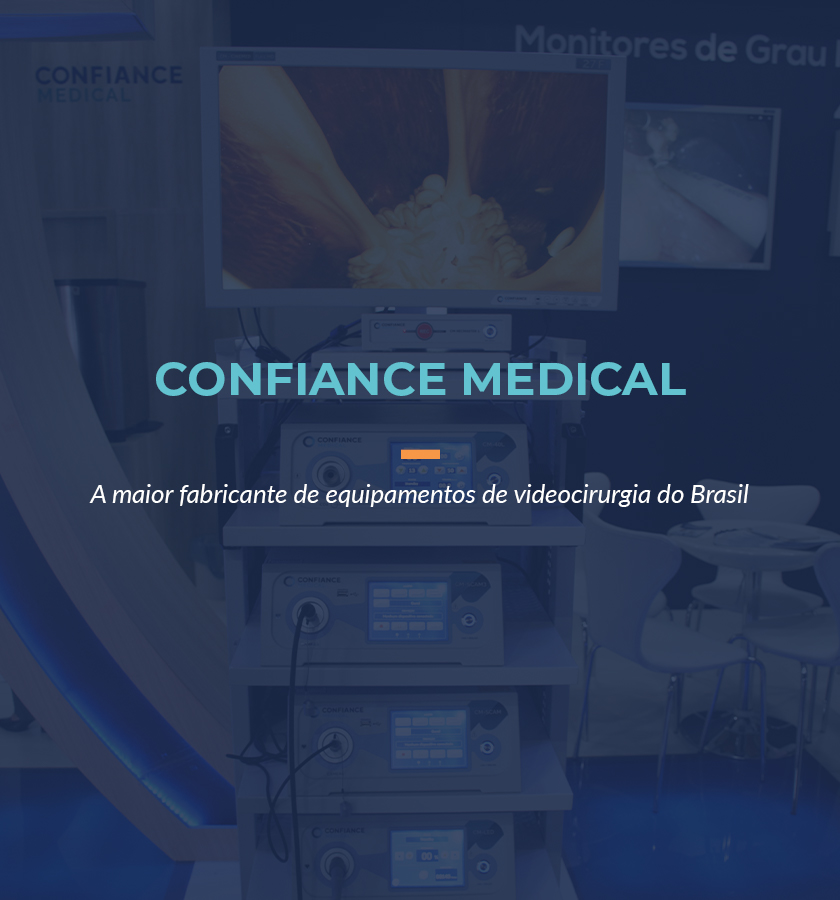 Monitores de Grau
CONFIANCE
MEDICAL
CONFIANCE MEDICAL
CONFIANCE
A maior fabricante de equipamentos de videocirurgia do Brasil
CONFIANCE
CONFIANCE
CONFIANCE